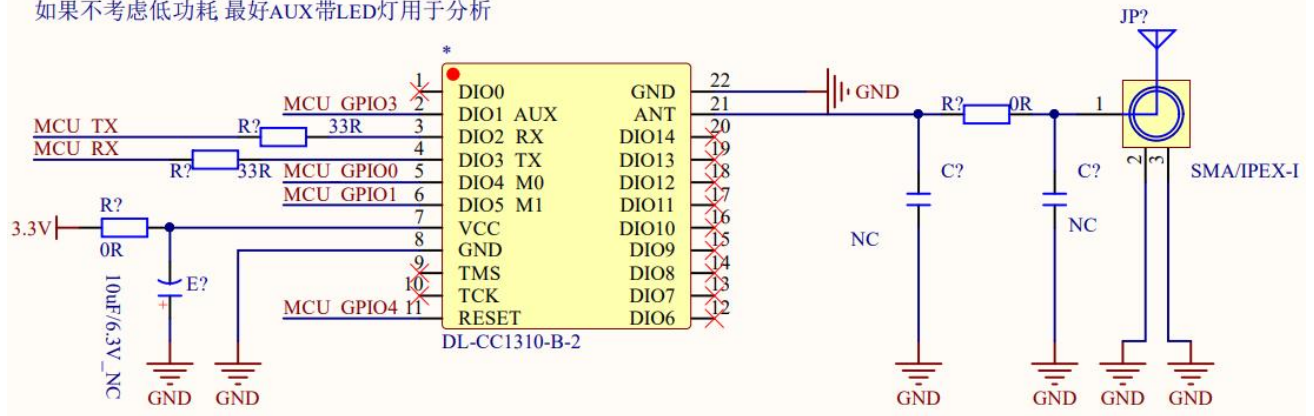 如果不考虑低功耗,最好AUX带LED灯用于分析
JP?
*
1 DIO0 GND 22 GND
MCU_GPIO3 2 DIO1 AUX ANT 21 R? 0R 1
MCU_TX R? 33R 3 DIO2 RX DIO14 20
MCU_RX R? 33R 4 DIO3 TX DIO13 19
MCU_GPIO0 5 DIO4 M0 DIO12 18 C? C? 2 3 SMA/IPEX-I
MCU_GPIO1 6 DIO5 M1 DIO11 17
3.3V R? 0R 7 VCC DIO10 16 NC NC
8 GND DIO9 15
9 TMS DIO8 14
10 TCK DIO7 13
MCU_GPIO4 11 RESET DIO6 12
E? +
10uF/6.3V_NC
DL-CC1310-B-2
GND GND GND GND GND GND